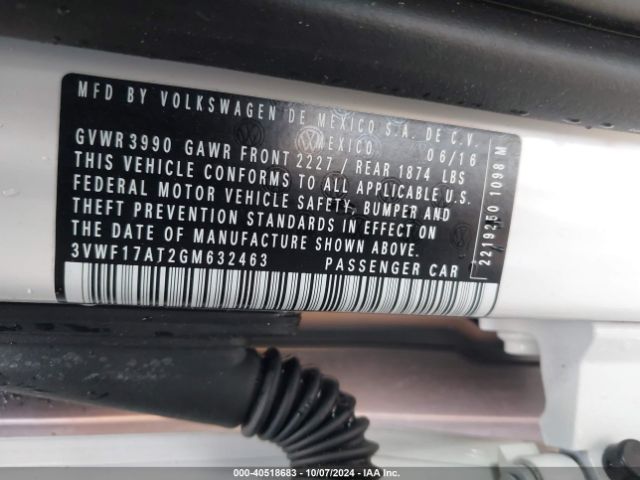 MFD BY VOLKSWAGEN DE MEXICO S.A. DE C.V.
MEXICO 06/16
GVWR 3990 GAWR FRONT 2227 / REAR 1874 LBS
THIS VEHICLE CONFORMS TO ALL APPLICABLE U.S.
FEDERAL MOTOR VEHICLE SAFETY, BUMPER AND
THEFT PREVENTION STANDARDS IN EFFECT ON
THE DATE OF MANUFACTURE SHOWN ABOVE.
3VWF17AT2GM632463 PASSENGER CAR
2219250 1098 M
000-40518683 - 10/07/2024 - IAA Inc.